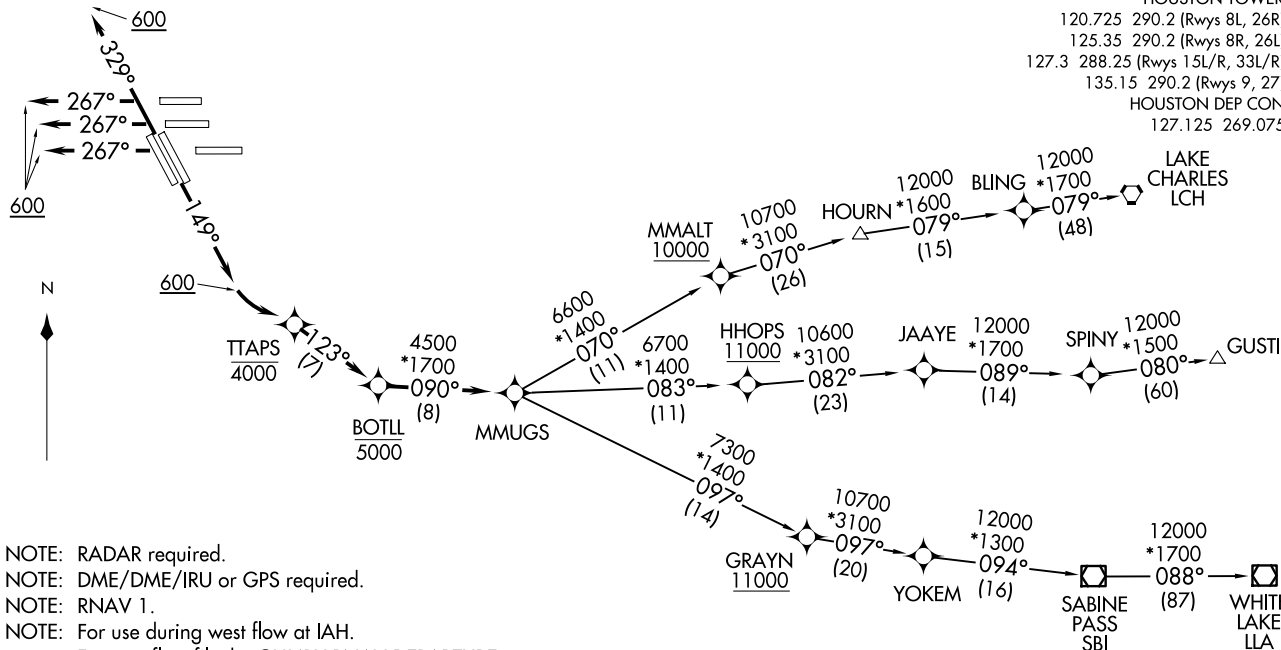 HOUSTON TOWER
120.725 290.2 (Rwys 8L, 26R
125.35 290.2 (Rwys 8R, 26L
127.3 288.25 (Rwys 15L/R, 33L/R
135.15 290.2 (Rwys 9, 27
HOUSTON DEP CON
127.125 269.075
600
329°
267°
267°
267°
600
149°
600
N
TTAPS
4000
123°
(7)
BOTLL
5000
4500
*1700
090°
(8)
MMUGS
6600
*1400
070°
(11)
MMALT
10000
10700
*3100
070°
(26)
HOURN
12000
*1600
079°
(15)
BLING
12000
*1700
079°
(48)
LAKE
CHARLES
LCH
6700
*1400
083°
(11)
HHOPS
11000
10600
*3100
082°
(23)
JAAYE
12000
*1700
089°
(14)
SPINY
12000
*1500
080°
(60)
GUSTI
7300
*1400
097°
(14)
GRAYN
11000
10700
*3100
097°
(20)
YOKEM
12000
*1300
094°
(16)
SABINE
PASS
SBI
12000
*1700
088°
(87)
WHITE
LAKE
LLA
NOTE: RADAR required.
NOTE: DME/DME/IRU or GPS required.
NOTE: RNAV 1.
NOTE: For use during west flow at IAH.